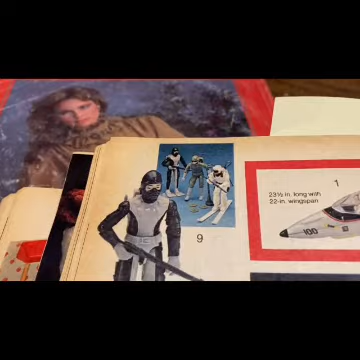 1
23½ in. long with
22-in. wingspan
100
9